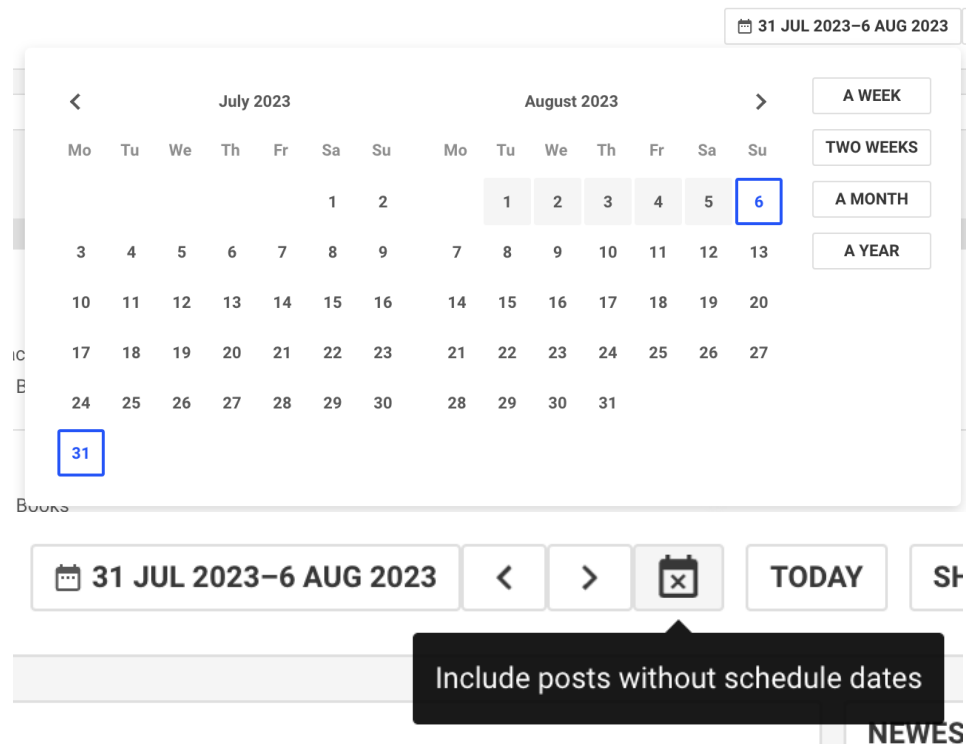 31 JUL 2023–6 AUG 2023
July 2023
August 2023
A WEEK
Mo Tu We Th Fr Sa Su Mo Tu We Th Fr Sa Su
TWO WEEKS
1 2 1 2 3 4 5 6
A MONTH
3 4 5 6 7 8 9 7 8 9 10 11 12 13
A YEAR
10 11 12 13 14 15 16 14 15 16 17 18 19 20
17 18 19 20 21 22 23 21 22 23 24 25 26 27
24 25 26 27 28 29 30 28 29 30 31
31
Books
31 JUL 2023–6 AUG 2023
TODAY
SH
Include posts without schedule dates
NEWES